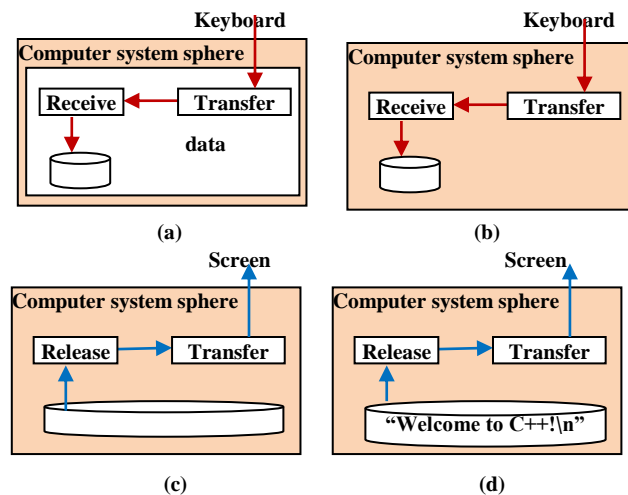 Keyboard
Computer system sphere
Receive
Transfer
data
(a)
Keyboard
Computer system sphere
Receive
Transfer
(b)
Screen
Computer system sphere
Release
Transfer
(c)
Screen
Computer system sphere
Release
Transfer
“Welcome to C++!\n”
(d)